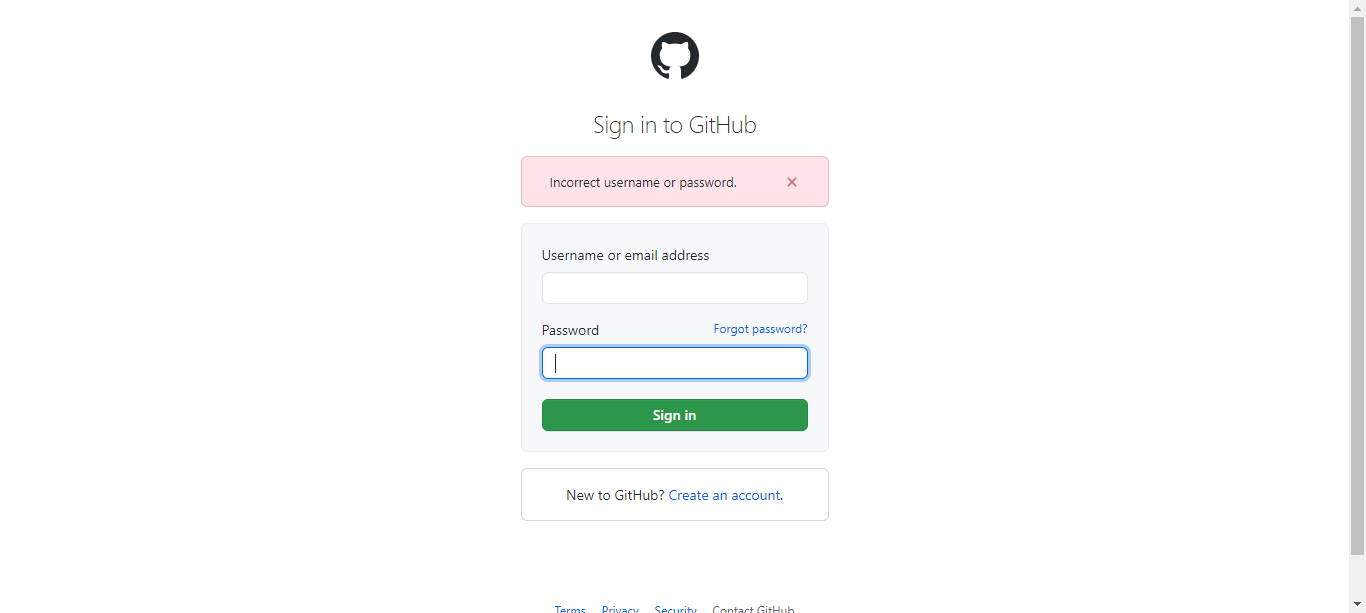 Sign in to GitHub
Incorrect username or password.
Username or email address
Password Forgot password?
Sign in
New to GitHub? Create an account.
Terms Privacy Security Contact GitHub